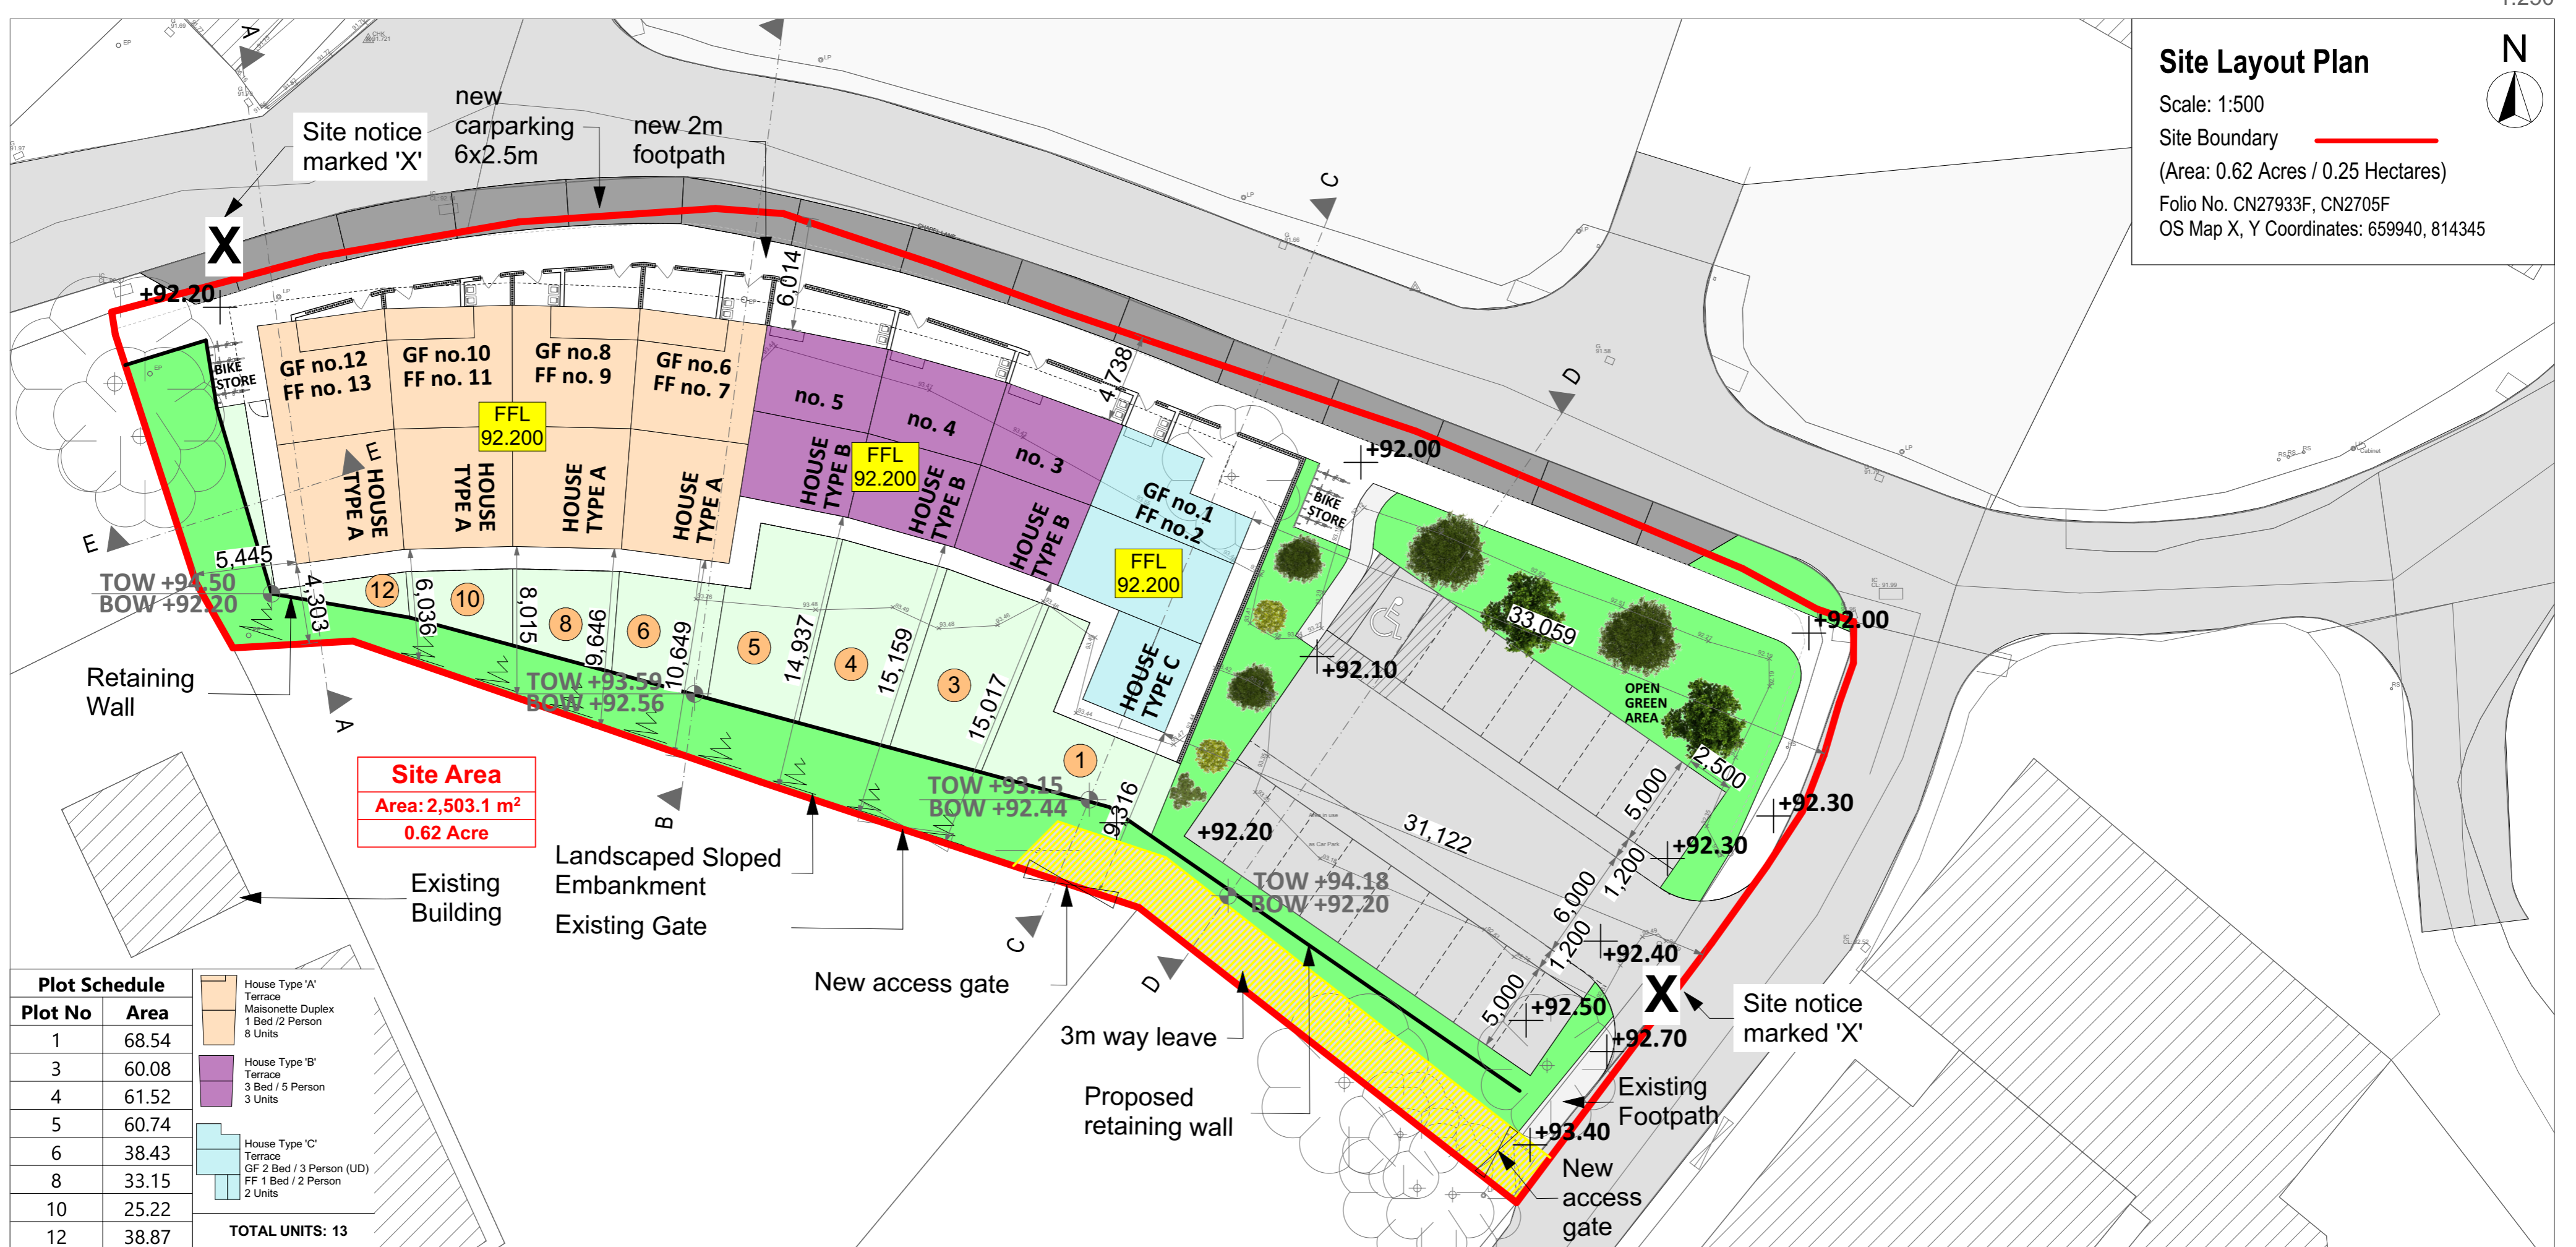 Site Layout Plan
N
Scale: 1:500
Site Boundary
(Area: 0.62 Acres / 0.25 Hectares)
Folio No. CN27933F, CN2705F
OS Map X, Y Coordinates: 659940, 814345
A
Site notice
marked 'X'
new
carparking
6x2.5m
new 2m
footpath
C
D
X
+92.20
BIKE
STORE
GF no.12
FF no. 13
GF no.10
FF no. 11
GF no.8
FF no. 9
GF no.6
FF no. 7
FFL
92.200
HOUSE
TYPE A
HOUSE
TYPE A
HOUSE
TYPE A
HOUSE
TYPE A
6,014
4,738
no. 5
no. 4
no. 3
FFL
92.200
HOUSE
TYPE B
HOUSE
TYPE B
HOUSE
TYPE B
GF no.1
FF no.2
FFL
92.200
HOUSE
TYPE C
BIKE
STORE
+92.00
+92.00
+92.10
33,059
OPEN
GREEN
AREA
2,500
5,000
+92.30
+92.30
31,122
+92.20
1,200
6,000
1,200
5,000
+92.40
+92.50
+92.70
+93.40
E
E
5,445
TOW +94.50
BOW +92.20
4,303
12
6,036
10
8,015
8
9,646
6
10,649
5
14,937
4
15,159
3
15,017
1
9,316
TOW +93.59
BOW +92.56
TOW +93.15
BOW +92.44
TOW +94.18
BOW +92.20
Retaining
Wall
A
B
C
D
Site Area
Area: 2,503.1 m²
0.62 Acre
Existing
Building
Landscaped Sloped
Embankment
Existing Gate
New access gate
3m way leave
Proposed
retaining wall
X
Site notice
marked 'X'
Existing
Footpath
New
access
gate
Plot Schedule
Plot No Area
1 68.54
3 60.08
4 61.52
5 60.74
6 38.43
8 33.15
10 25.22
12 38.87
House Type 'A'
Terrace
Maisonette Duplex
1 Bed /2 Person
8 Units
House Type 'B'
Terrace
3 Bed / 5 Person
3 Units
House Type 'C'
Terrace
GF 2 Bed / 3 Person (UD)
FF 1 Bed / 2 Person
2 Units
TOTAL UNITS: 13